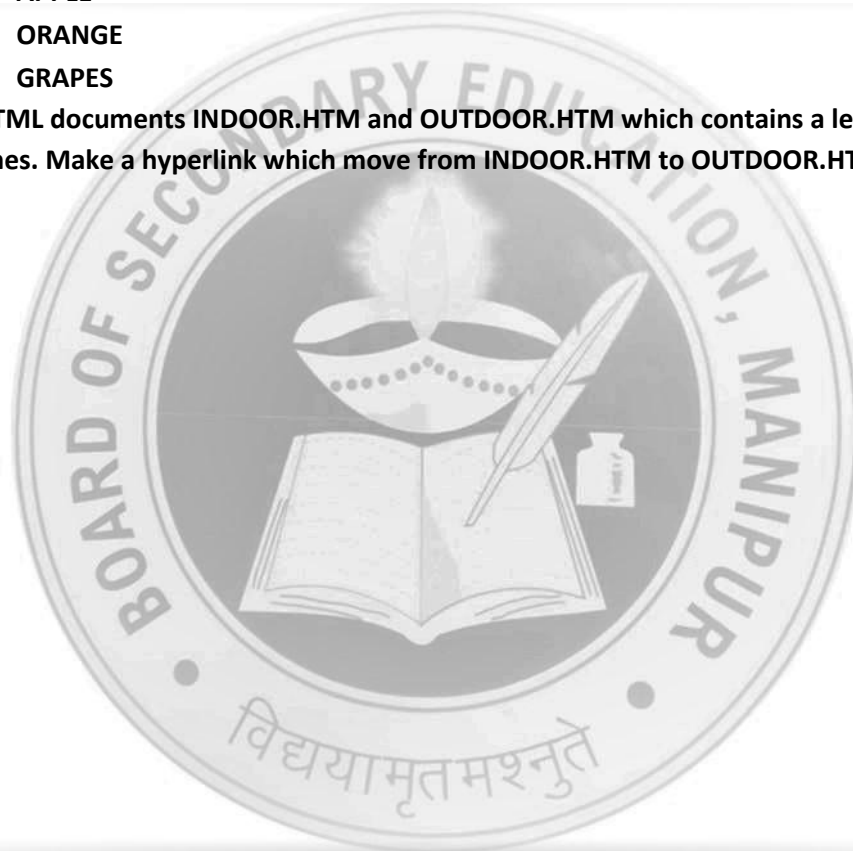 ORANGE
GRAPES
TML documents INDOOR.HTM and OUTDOOR.HTM which contains a le
nes. Make a hyperlink which move from INDOOR.HTM to OUTDOOR.HT
BOARD OF SECONDARY EDUCATION, MANIPUR
विद्ययामृतमश्नुते